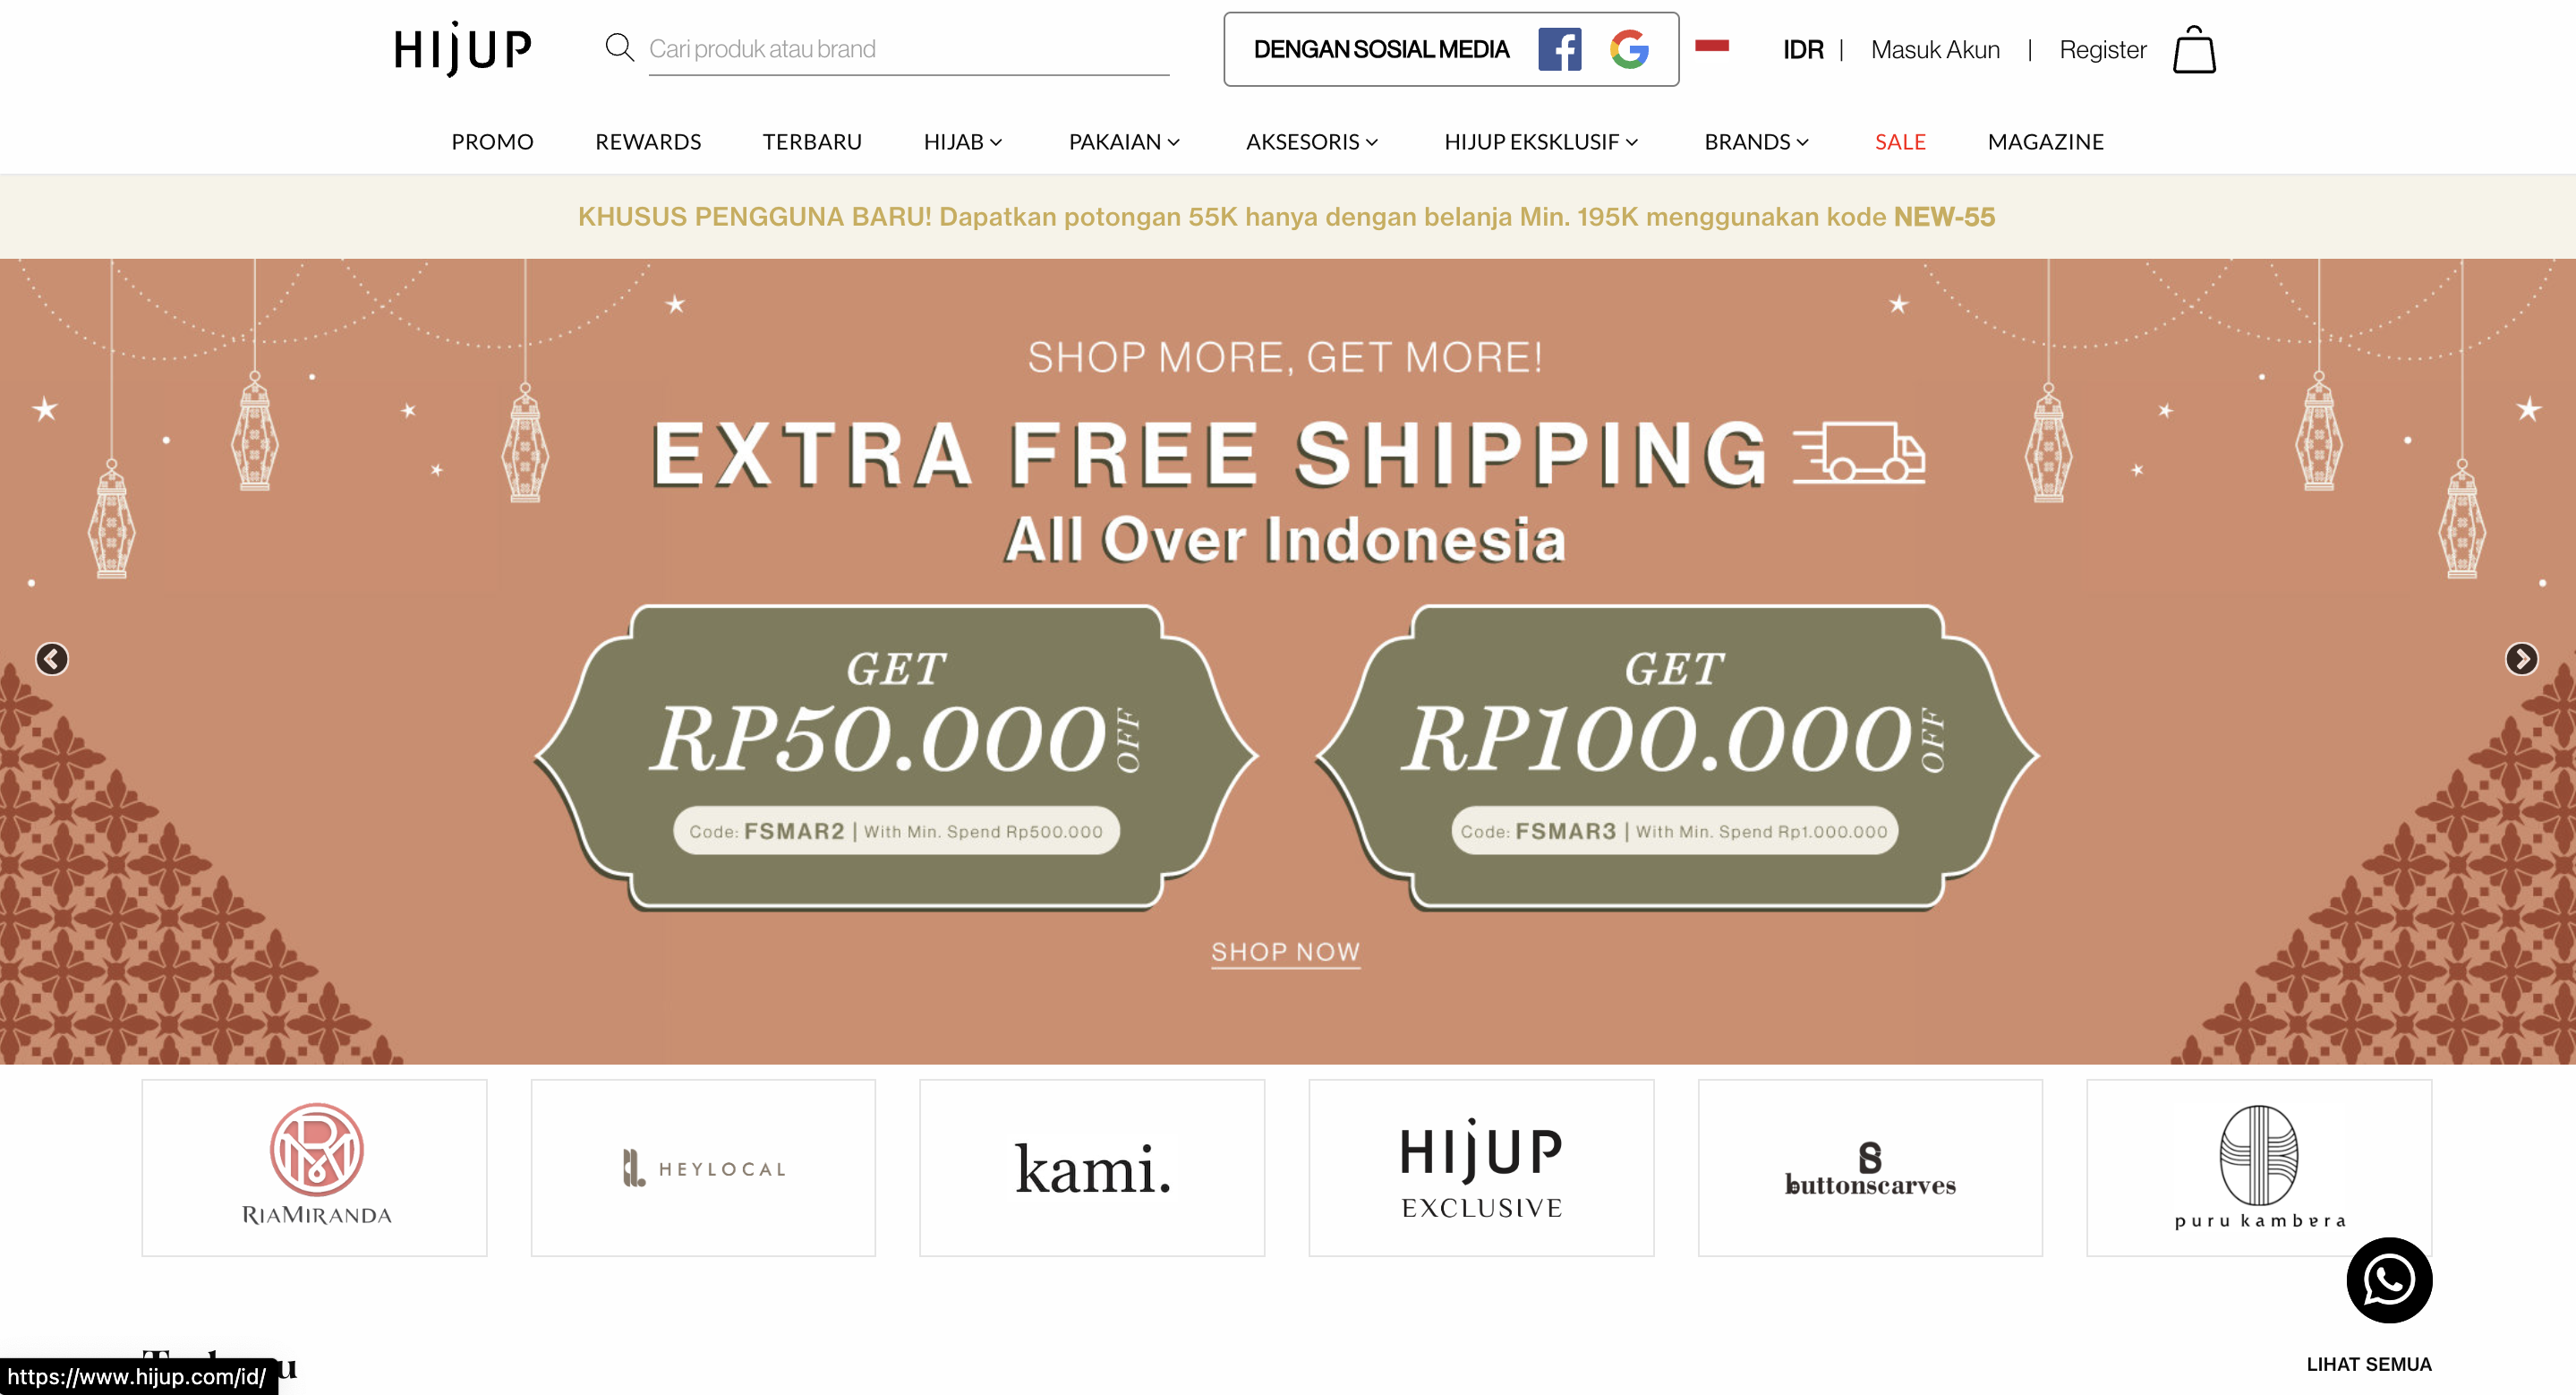 HIJUP
Cari produk atau brand
DENGAN SOSIAL MEDIA
IDR | Masuk Akun | Register
PROMO REWARDS TERBARU HIJAB PAKAIAN AKSESORIS HIJUP EKSKLUSIF BRANDS SALE MAGAZINE
KHUSUS PENGGUNA BARU! Dapatkan potongan 55K hanya dengan belanja Min. 195K menggunakan kode NEW-55
SHOP MORE, GET MORE!
EXTRA FREE SHIPPING
All Over Indonesia
GET
RP50.000 OFF
Code: FSMAR2 | With Min. Spend Rp500.000
GET
RP100.000 OFF
Code: FSMAR3 | With Min. Spend Rp1.000.000
SHOP NOW
RIAMIRANDA
HEYLOCAL
kami.
HIJUP
EXCLUSIVE
buttonscarves
puru kambera
LIHAT SEMUA
https://www.hijup.com/id/